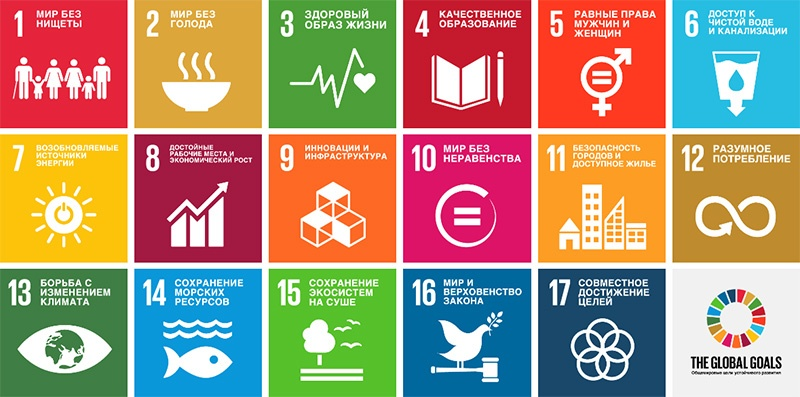 1 МИР БЕЗ
НИЩЕТЫ
2 МИР БЕЗ
ГОЛОДА
3 ЗДОРОВЫЙ
ОБРАЗ ЖИЗНИ
4 КАЧЕСТВЕННОЕ
ОБРАЗОВАНИЕ
5 РАВНЫЕ ПРАВА
МУЖЧИН И
ЖЕНЩИН
6 ДОСТУП К
ЧИСТОЙ ВОДЕ
И КАНАЛИЗАЦИИ
7 ВОЗОБНОВЛЯЕМЫЕ
ИСТОЧНИКИ
ЭНЕРГИИ
8 ДОСТОЙНЫЕ
РАБОЧИЕ МЕСТА И
ЭКОНОМИЧЕСКИЙ РОСТ
9 ИННОВАЦИИ И
ИНФРАСТРУКТУРА
10 МИР БЕЗ
НЕРАВЕНСТВА
11 БЕЗОПАСНОСТЬ
ГОРОДОВ И
ДОСТУПНОЕ ЖИЛЬЕ
12 РАЗУМНОЕ
ПОТРЕБЛЕНИЕ
13 БОРЬБА С
ИЗМЕНЕНИЕМ
КЛИМАТА
14 СОХРАНЕНИЕ
МОРСКИХ
РЕСУРСОВ
15 СОХРАНЕНИЕ
ЭКОСИСТЕМ
НА СУШЕ
16 МИР И
ВЕРХОВЕНСТВО
ЗАКОНА
17 СОВМЕСТНОЕ
ДОСТИЖЕНИЕ
ЦЕЛЕЙ
THE GLOBAL GOALS
Общемировые цели устойчивого развития